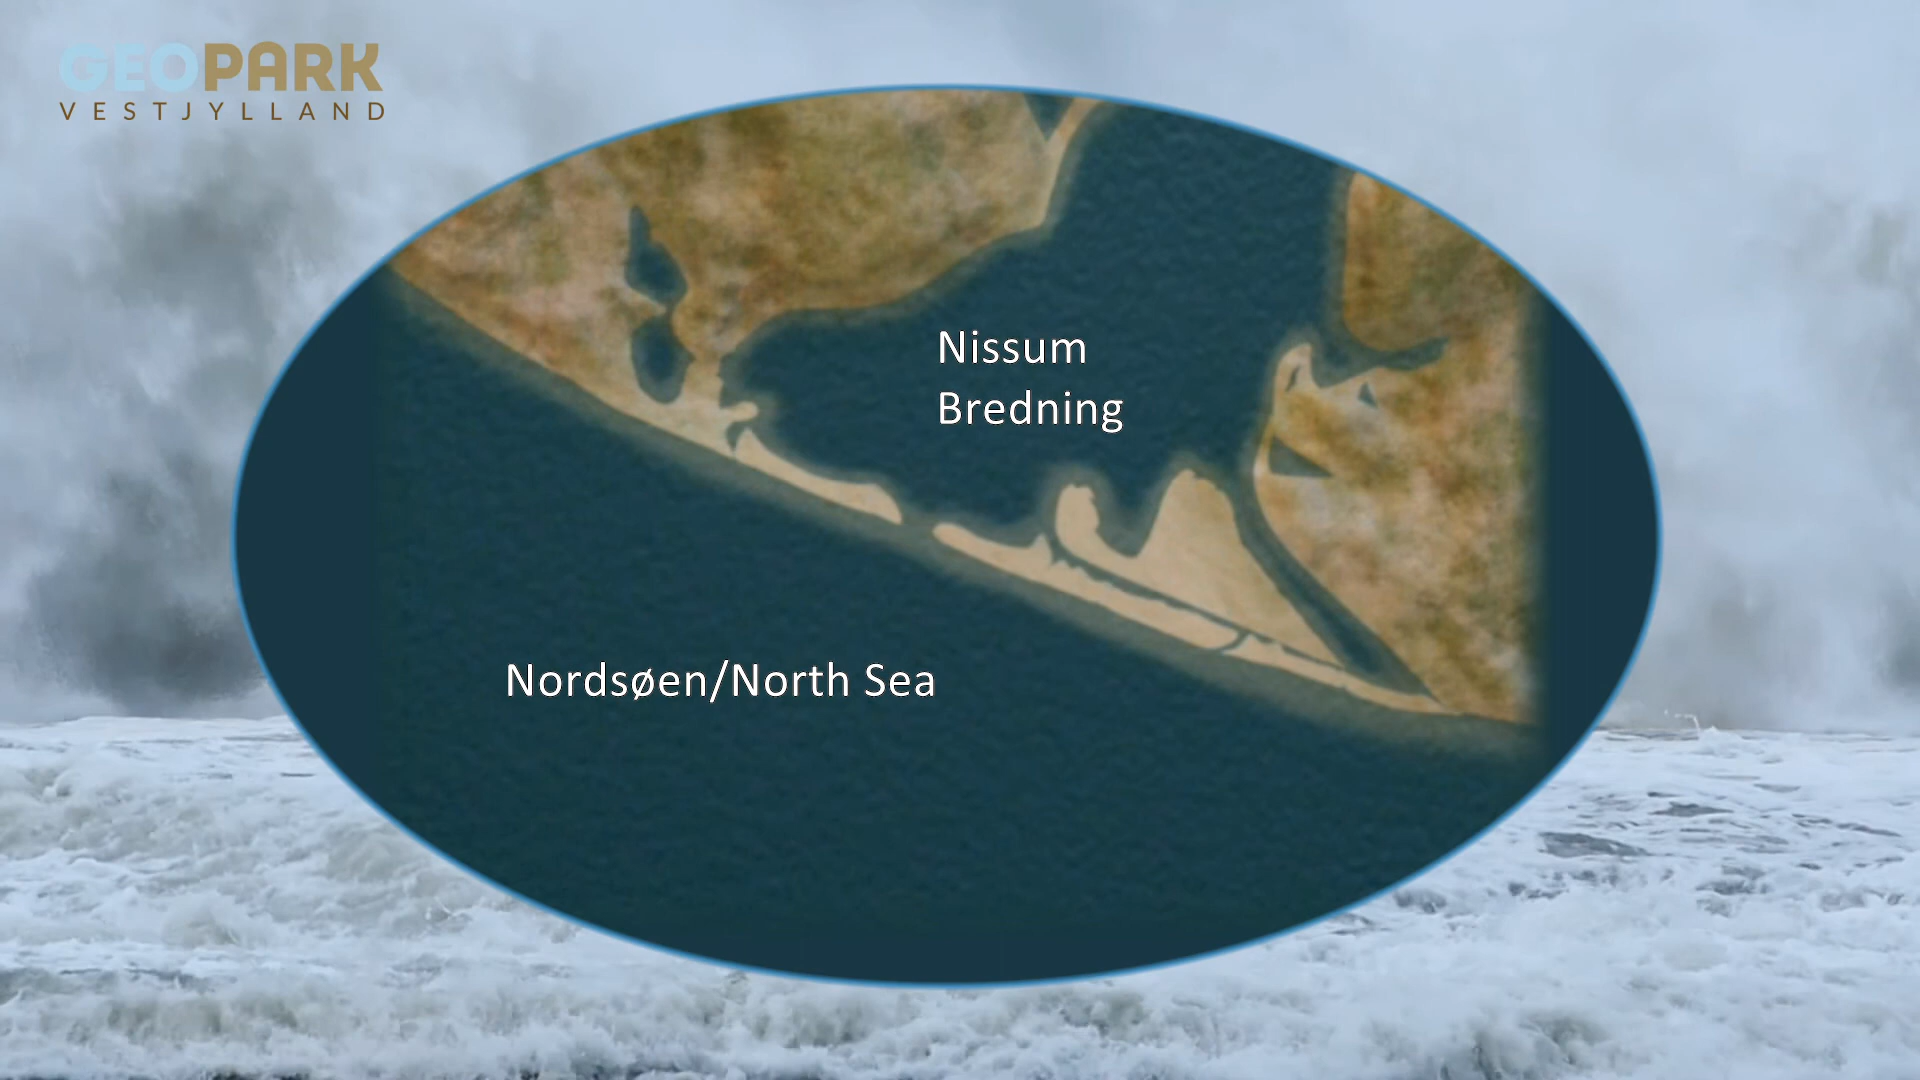 GEOPARK
VESTJYLLAND
Nissum
Bredning
Nordsøen/North Sea